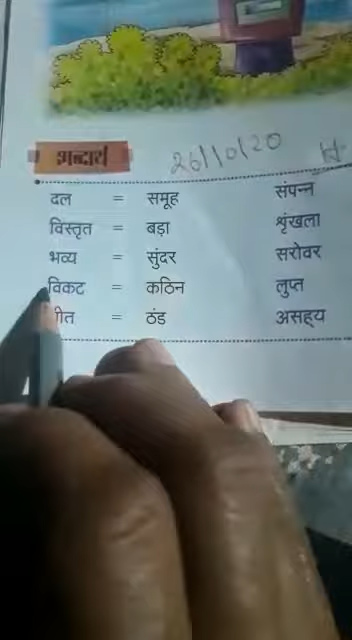 शब्दार्थ 26/10/20
दल = समूह संपन्न
विस्तृत = बड़ा शृंखला
भव्य = सुंदर सरोवर
विकट = कठिन लुप्त
= ठंड असह्य